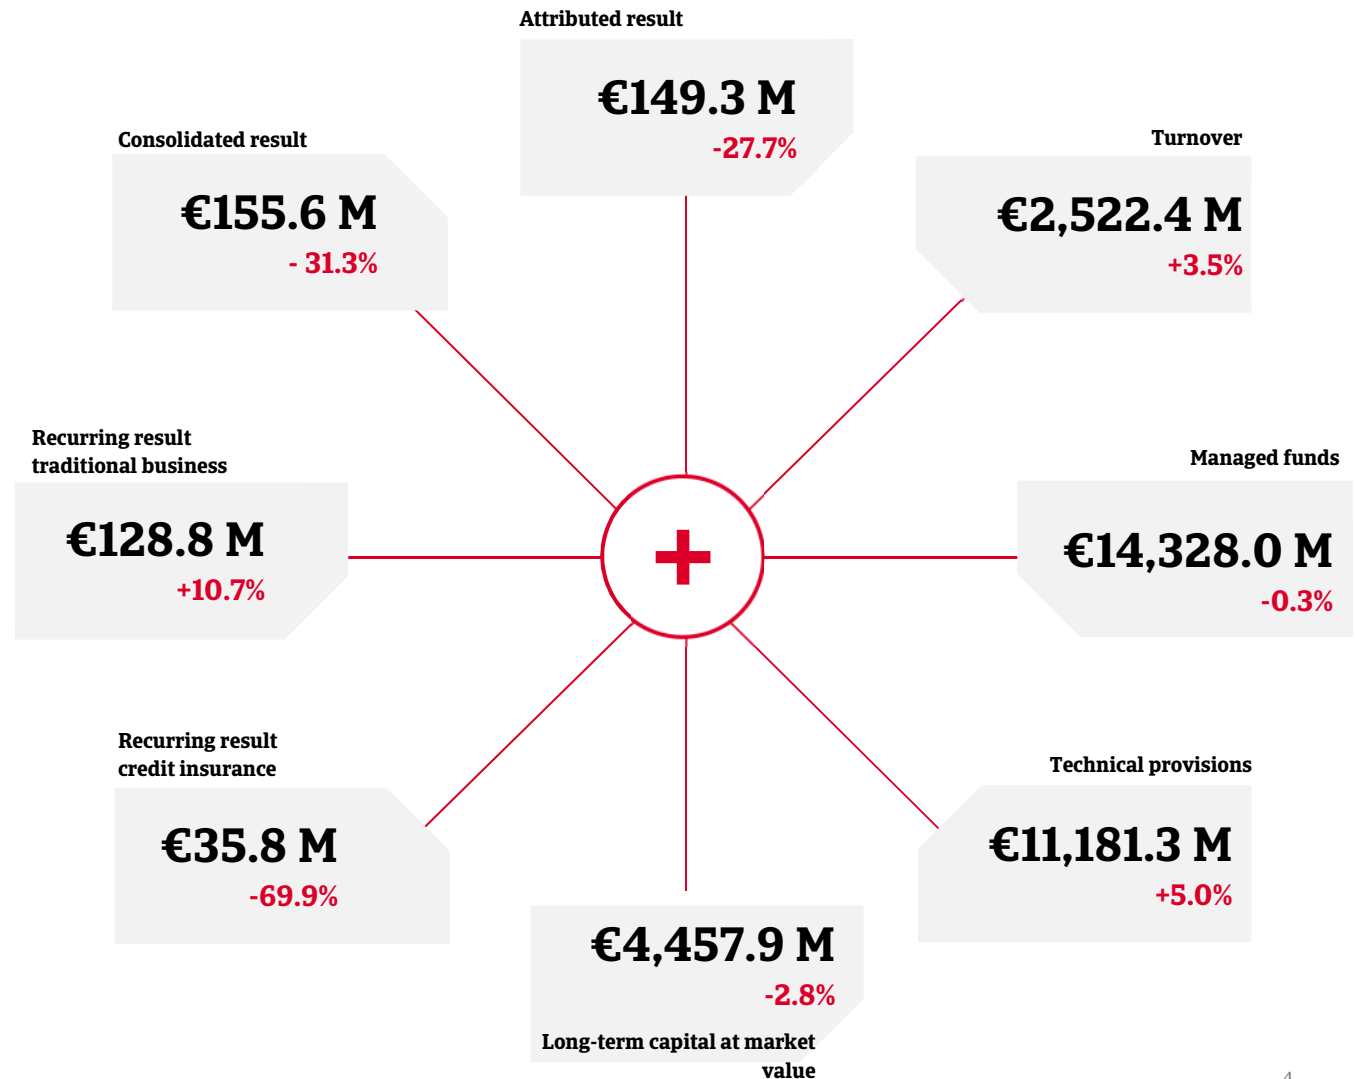 Attributed result
€149.3 M
-27.7%
Consolidated result
€155.6 M
- 31.3%
Turnover
€2,522.4 M
+3.5%
Recurring result
traditional business
€128.8 M
+10.7%
Managed funds
€14,328.0 M
-0.3%
Recurring result
credit insurance
€35.8 M
-69.9%
Technical provisions
€11,181.3 M
+5.0%
€4,457.9 M
-2.8%
Long-term capital at market
value
4